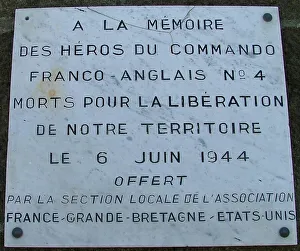 A LA MÉMOIRE
DES HÉROS DU COMMANDO
FRANCO-ANGLAIS No 4
MORTS POUR LA LIBÉRATION
DE NOTRE TERRITOIRE
LE 6 JUIN 1944
OFFERT
PAR LA SECTION LOCALE DE L'ASSOCIATION
FRANCE-GRANDE-BRETAGNE-ETATS-UNIS